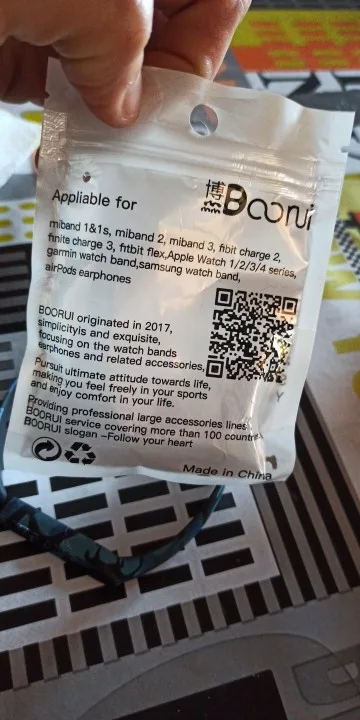 博
Boorui
Appliable for
miband 1&1s, miband 2, miband 3, fibit charge 2,
finite charge 3, fitbit flex,Apple Watch 1/2/3/4 series,
garmin watch band,samsung watch band,
airPods earphones
BOORUI originated in 2017,
simplicityis and exquisite,
focusing on the watch bands
earphones and related accessories,
Pursuit ultimate attitude towards life,
making you feel freely in your sports
and enjoy comfort in your life.
Providing professional large accessories lines
BOORUI service covering more than 100 countries
BOORUI slogan –Follow your heart
Made in China